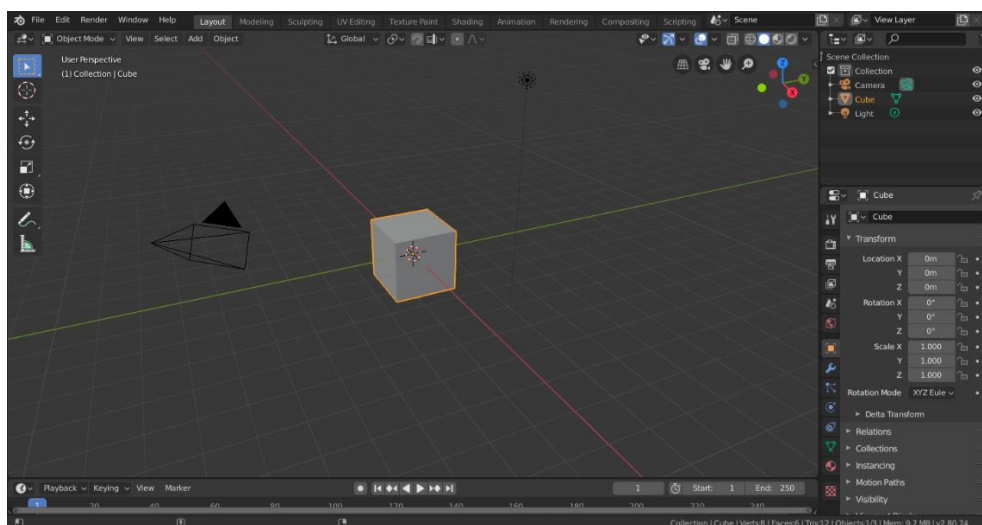 File Edit Render Window Help Layout Modeling Sculpting UV Editing Texture Paint Shading Animation Rendering Compositing Scripting Scene View Layer
Object Mode View Select Add Object Global
User Perspective
(1) Collection | Cube
Z
Y
X
Scene Collection
Collection
Camera
Cube
Light
Cube
Cube
Transform
Location X 0m
Y 0m
Z 0m
Rotation X 0°
Y 0°
Z 0°
Scale X 1.000
Y 1.000
Z 1.000
Rotation Mode XYZ Eule
Delta Transform
Relations
Collections
Instancing
Motion Paths
Visibility
Playback Keying View Marker 1 Start: 1 End: 250
1 20 40 60 80 100 120 140 160 180 200 220 240
Collection | Cube | Verts:8 | Faces:6 | Tris:12 | Objects:1/3 | Mem: 9.7 MB | v2.80.74